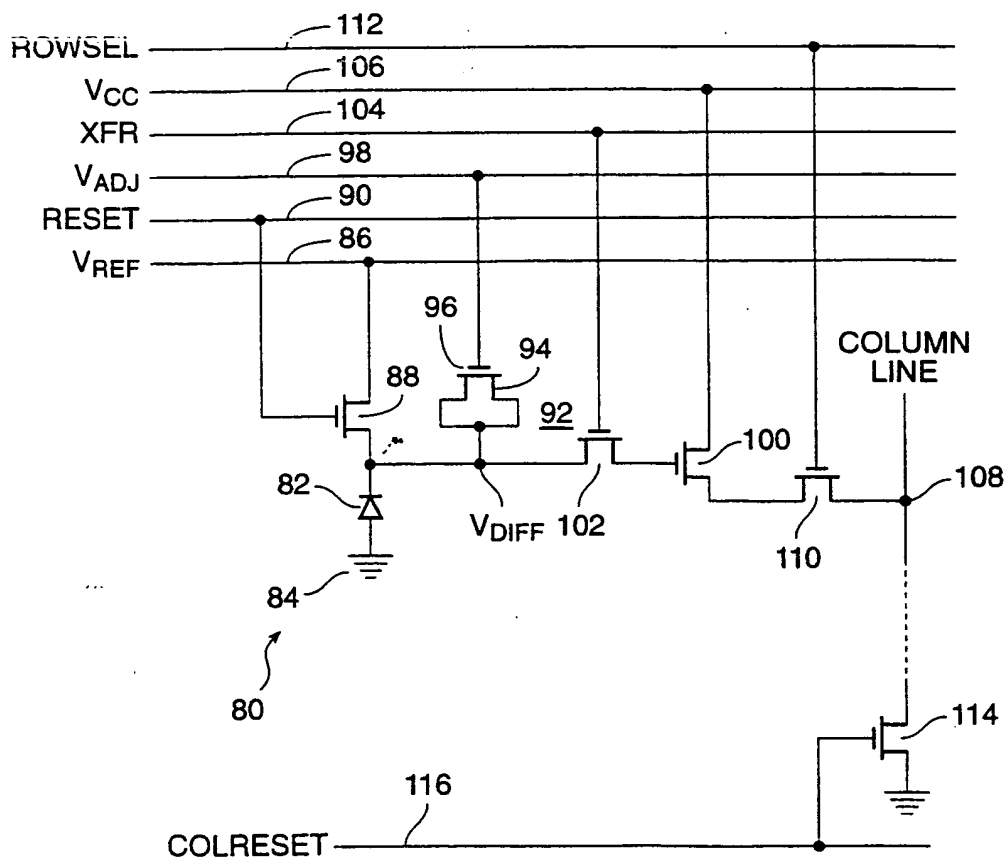 112
ROWSEL
106
VCC
104
XFR
98
VADJ
90
RESET
86
VREF
96
94
COLUMN
LINE
88
92
100
82
108
VDIFF 102
110
84
80
114
116
COLRESET